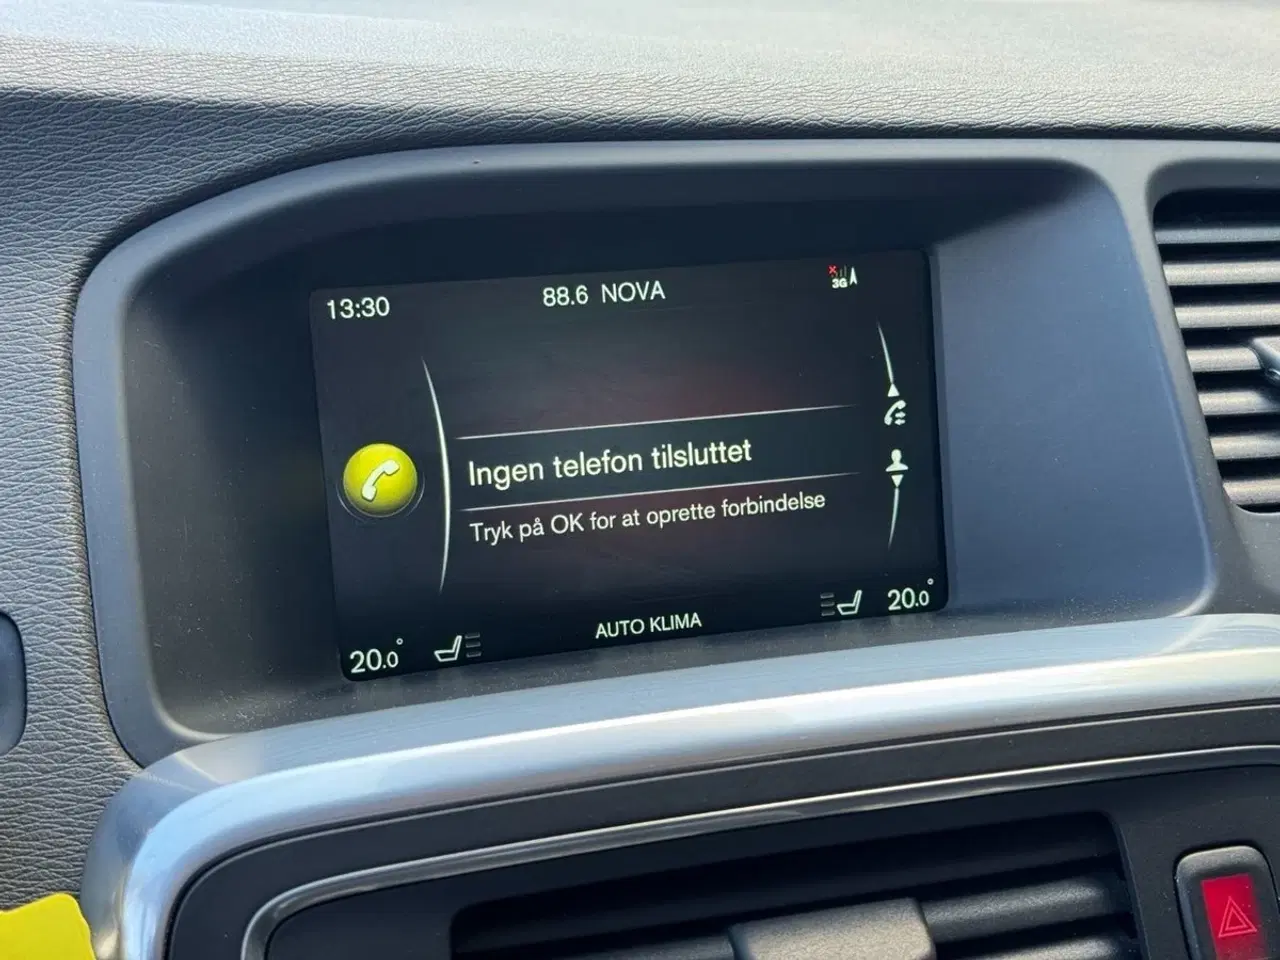 13:30
88.6 NOVA
3G
Ingen telefon tilsluttet
Tryk på OK for at oprette forbindelse
20.0°
AUTO KLIMA
20.0°